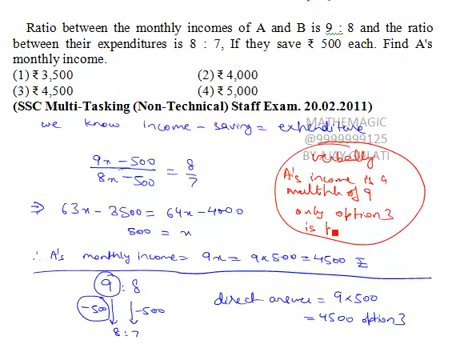 Ratio between the monthly incomes of A and B is 9 : 8 and the ratio
between their expenditures is 8 : 7, If they save ₹ 500 each. Find A's
monthly income.
(1) ₹ 3,500 (2) ₹ 4,000
(3) ₹ 4,500 (4) ₹ 5,000
(SSC Multi-Tasking (Non-Technical) Staff Exam. 20.02.2011)
MATHEMAGIC
we know income - saving = expenditure
@9999999125
BY
9x - 500 / 8x - 500 = 8/7
verbally
A's income is a
multiple of 9
only option 3
is
⇒ 63x - 3500 = 64x - 4000
500 = x
∴ A's monthly income = 9x = 9×500 = 4500 ₹
9 : 8
-500 -500
8 : 7
direct answer = 9×500
= 4500 option 3